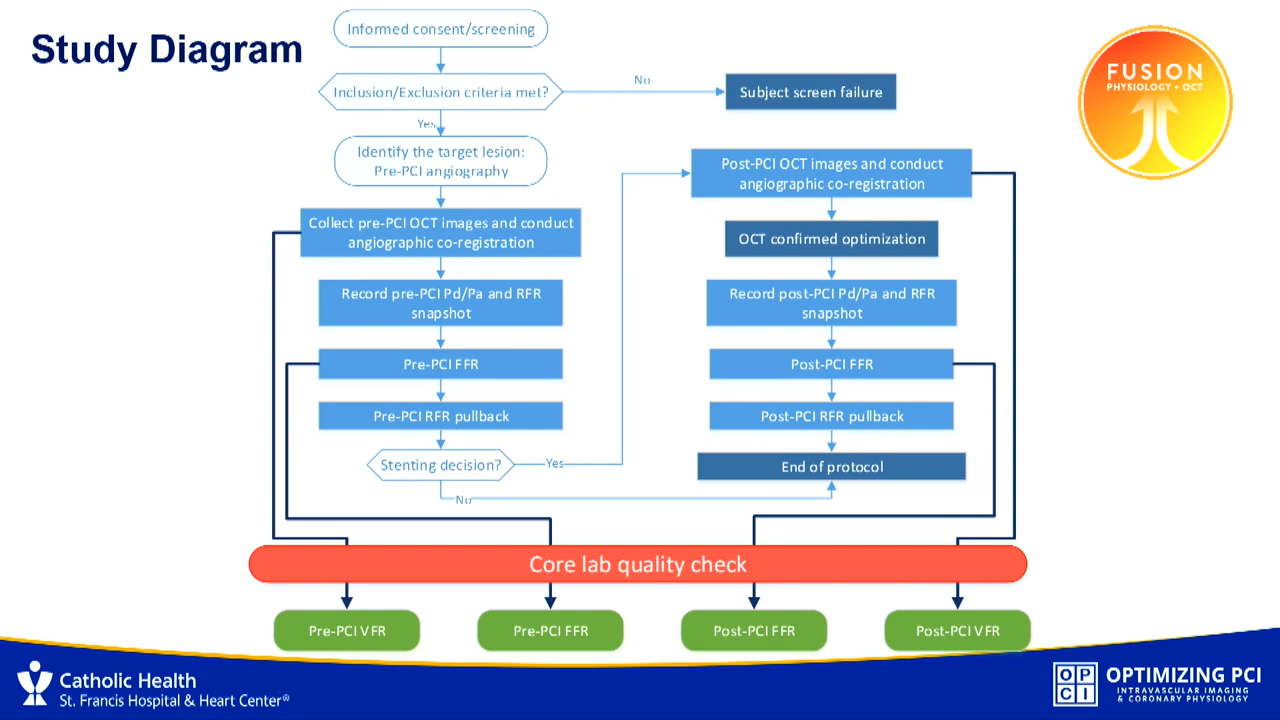 Study Diagram
Informed consent/screening
Inclusion/Exclusion criteria met?
No
Subject screen failure
Yes
Identify the target lesion:
Pre-PCI angiography
Collect pre-PCI OCT images and conduct
angiographic co-registration
Record pre-PCI Pd/Pa and RFR
snapshot
Pre-PCI FFR
Pre-PCI RFR pullback
Stenting decision?
Yes
No
Post-PCI OCT images and conduct
angiographic co-registration
OCT confirmed optimization
Record post-PCI Pd/Pa and RFR
snapshot
Post-PCI FFR
Post-PCI RFR pullback
End of protocol
FUSION
PHYSIOLOGY + OCT
Core lab quality check
Pre-PCI VFR
Pre-PCI FFR
Post-PCI FFR
Post-PCI VFR
Catholic Health
St. Francis Hospital & Heart Center®
OP
CI
OPTIMIZING PCI
INTRAVASCULAR IMAGING
& CORONARY PHYSIOLOGY